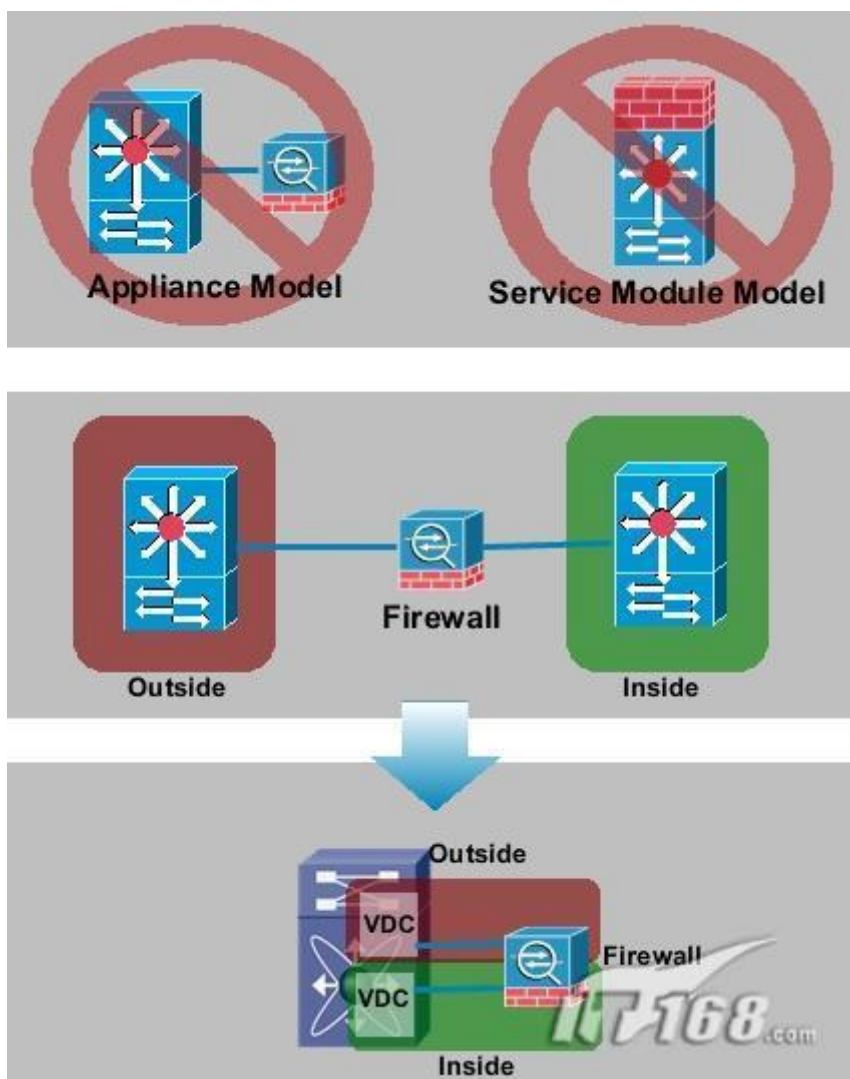 Appliance Model
Service Module Model
Firewall
Outside
Inside
Outside
VDC
Firewall
VDC
Inside
IT168.com